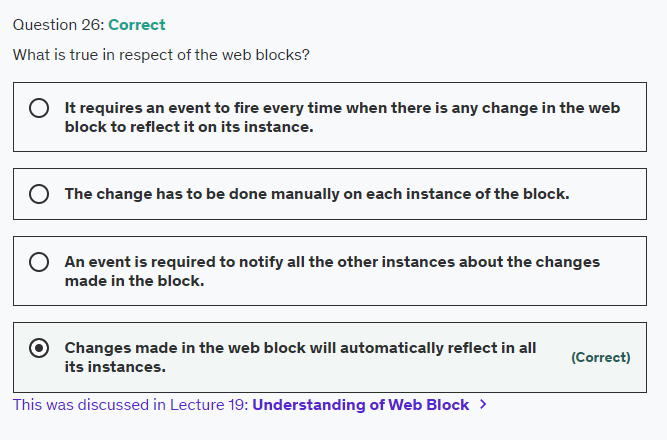 Question 26: Correct
What is true in respect of the web blocks?
It requires an event to fire every time when there is any change in the web
block to reflect it on its instance.
The change has to be done manually on each instance of the block.
An event is required to notify all the other instances about the changes
made in the block.
Changes made in the web block will automatically reflect in all
its instances.
(Correct)
This was discussed in Lecture 19: Understanding of Web Block >